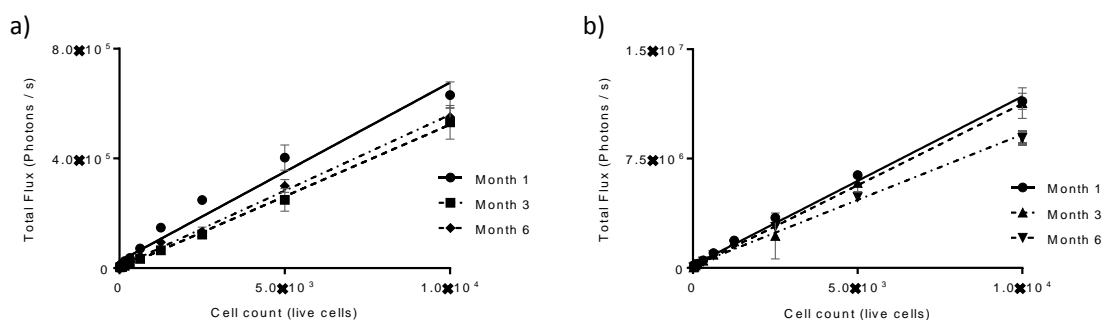 a)
8.0✖10⁵
4.0✖10⁵
0
Total Flux (Photons / s)
0
5.0✖10³
1.0✖10⁴
Cell count (live cells)
Month 1
Month 3
Month 6
b)
1.5✖10⁷
7.5✖10⁶
0
Total Flux (Photons / s)
0
5.0✖10³
1.0✖10⁴
Cell count (live cells)
Month 1
Month 3
Month 6